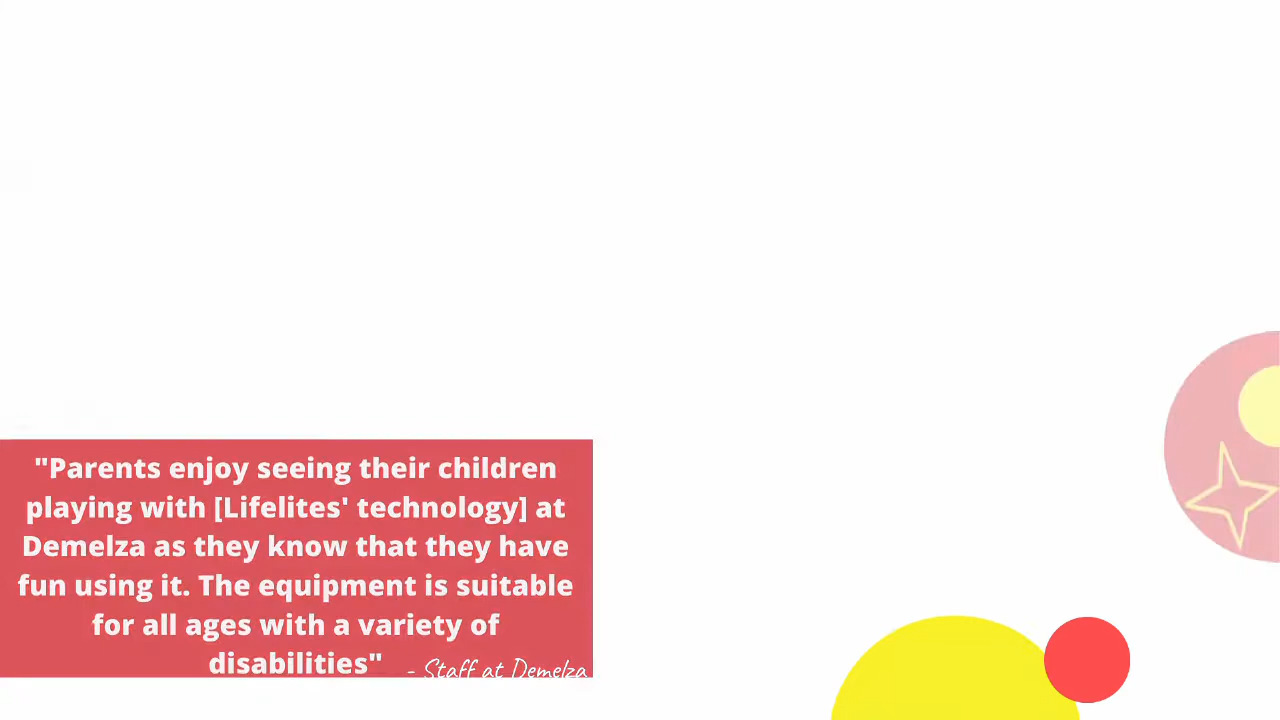 "Parents enjoy seeing their children
playing with [Lifelites' technology] at
Demelza as they know that they have
fun using it. The equipment is suitable
for all ages with a variety of
disabilities"
- Staff at Demelza